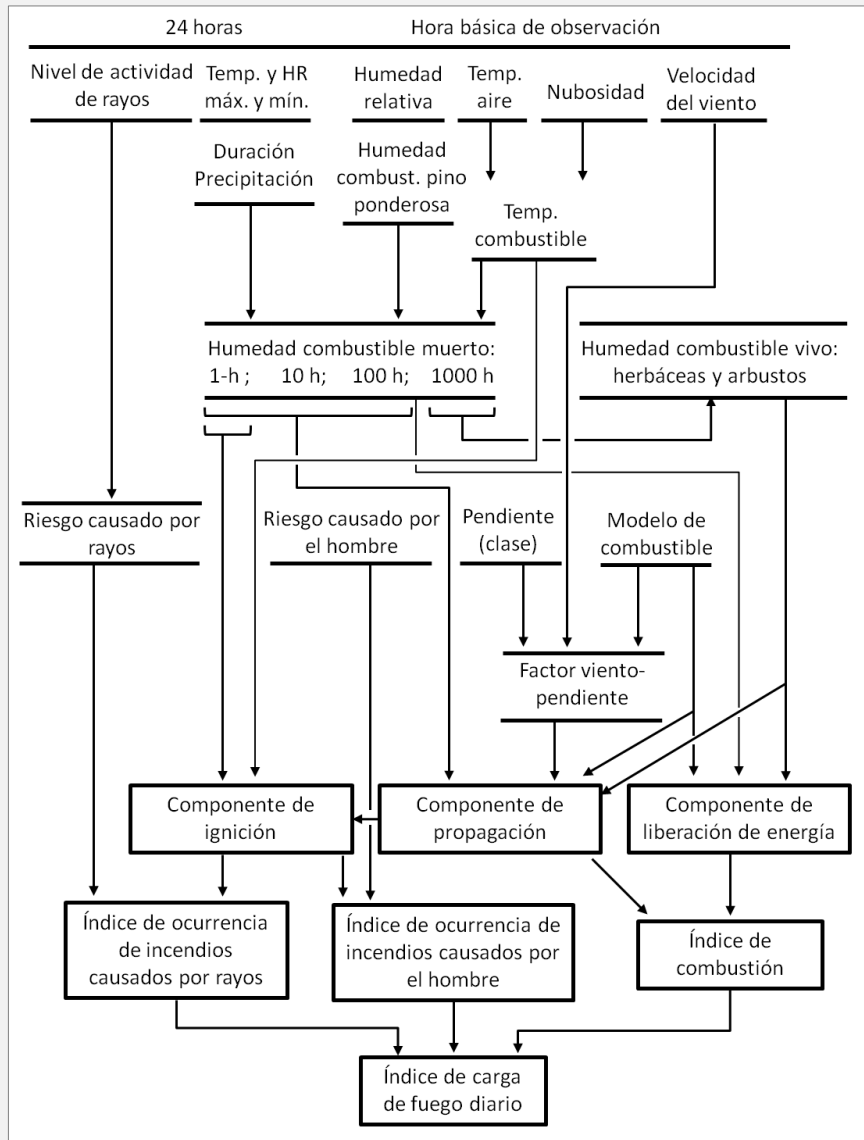 24 horas
Hora básica de observación
Nivel de actividad
de rayos
Temp. y HR
máx. y mín.
Humedad
relativa
Temp.
aire
Nubosidad
Velocidad
del viento
Duración
Precipitación
Humedad
combust. pino
ponderosa
Temp.
combustible
Humedad combustible muerto:
1-h ; 10 h; 100 h; 1000 h
Humedad combustible vivo:
herbáceas y arbustos
Riesgo causado por
rayos
Riesgo causado por
el hombre
Pendiente
(clase)
Modelo de
combustible
Factor viento-
pendiente
Componente de
ignición
Componente de
propagación
Componente de
liberación de energía
Índice de ocurrencia
de incendios
causados por rayos
Índice de ocurrencia de
incendios causados por
el hombre
Índice de
combustión
Índice de carga
de fuego diario